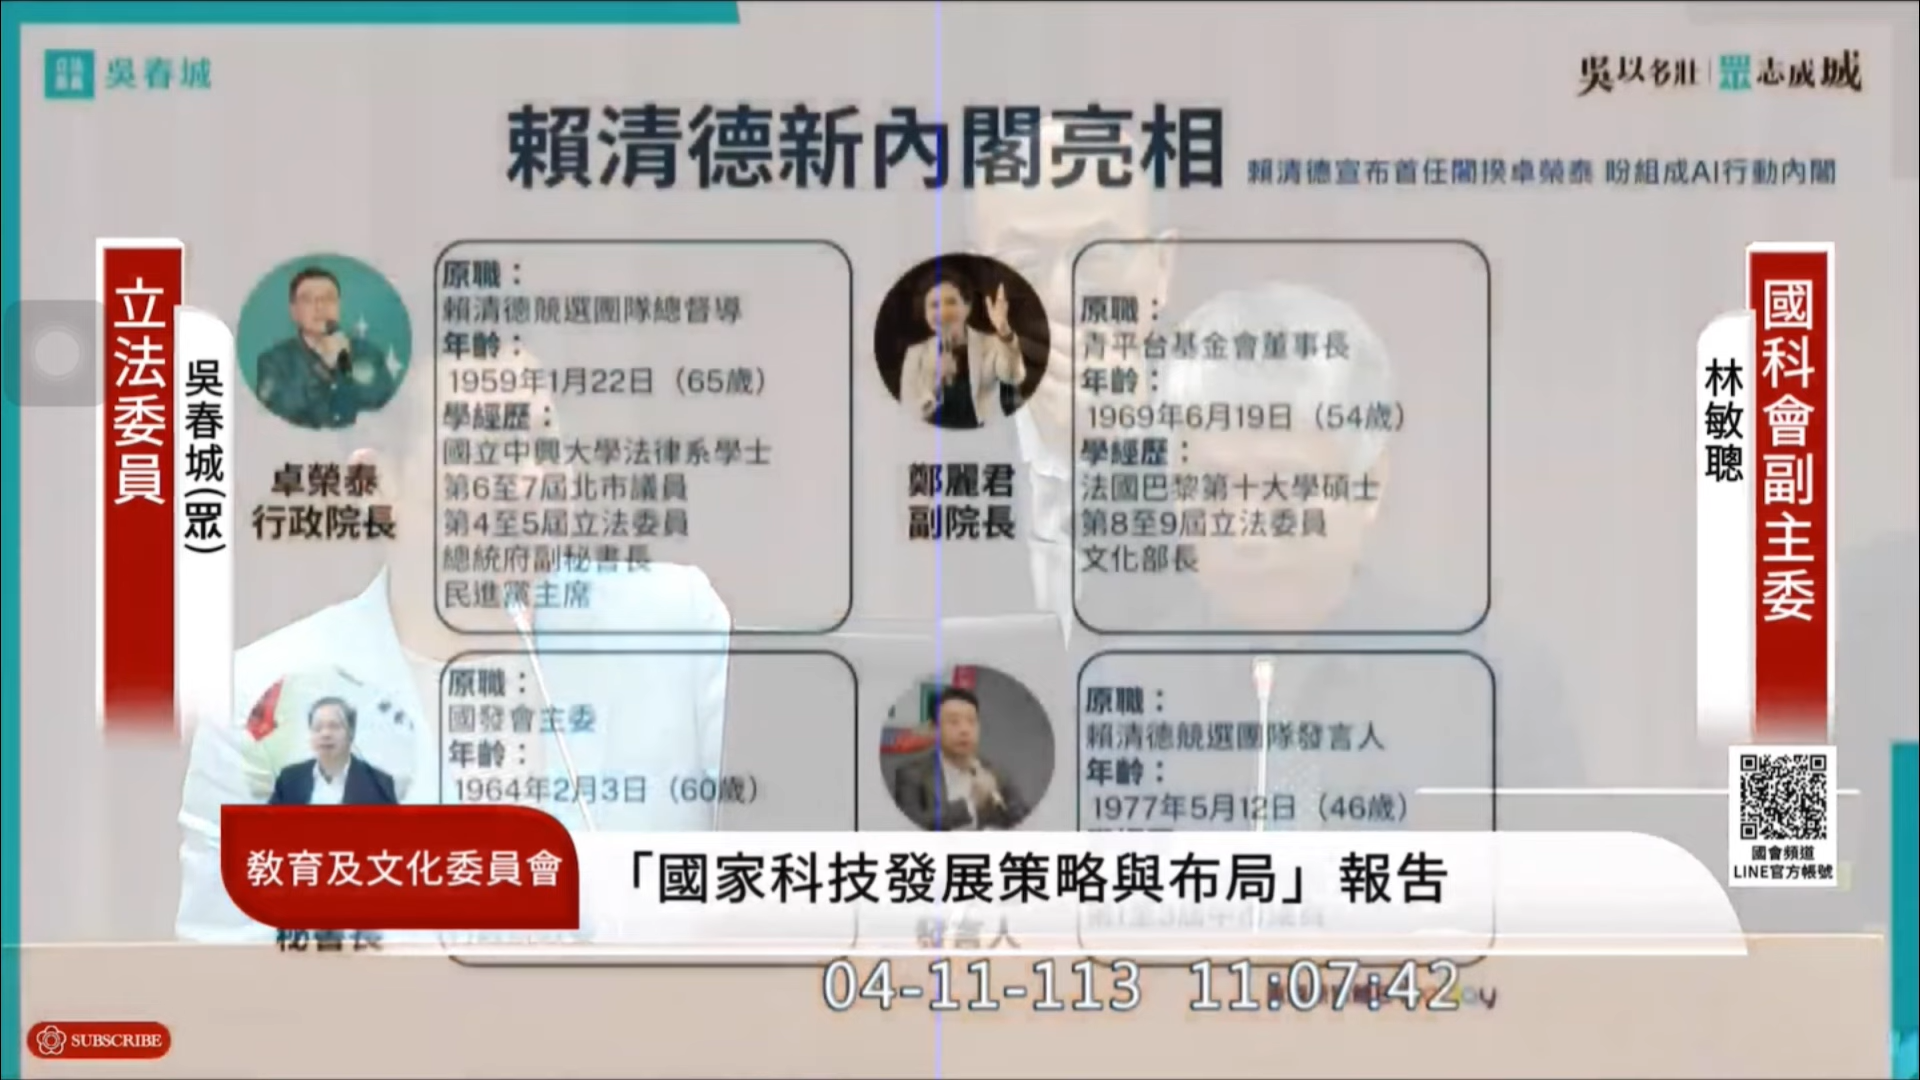 立法委員 吳春城
吳以名壯 | 眾志成城
賴清德新內閣亮相
賴清德宣布首任閣揆卓榮泰 盼組成AI行動內閣
立法委員
吳春城(眾)
卓榮泰
行政院長
原職：
賴清德競選團隊總督導
年齡：
1959年1月22日（65歲）
學經歷：
國立中興大學法律系學士
第6至7屆北市議員
第4至5屆立法委員
總統府副秘書長
民進黨主席
鄭麗君
副院長
原職：
青平台基金會董事長
年齡：
1969年6月19日（54歲）
學經歷：
法國巴黎第十大學碩士
第8至9屆立法委員
文化部長
國科會副主委
林敏聰
原職：
國發會主委
年齡：
1964年2月3日（60歲）
秘書長
原職：
賴清德競選團隊發言人
年齡：
1977年5月12日（46歲）
發言人
國會頻道
LINE官方帳號
教育及文化委員會
「國家科技發展策略與布局」報告
04-11-113 11:07:42
SUBSCRIBE